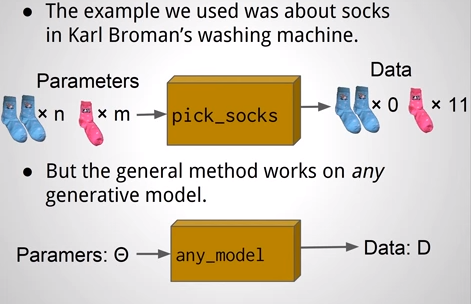 ● The example we used was about socks
in Karl Broman's washing machine.
Parameters
Data
× n × m
pick_socks
× 0 × 11
● But the general method works on any
generative model.
Paramers: Θ
any_model
Data: D